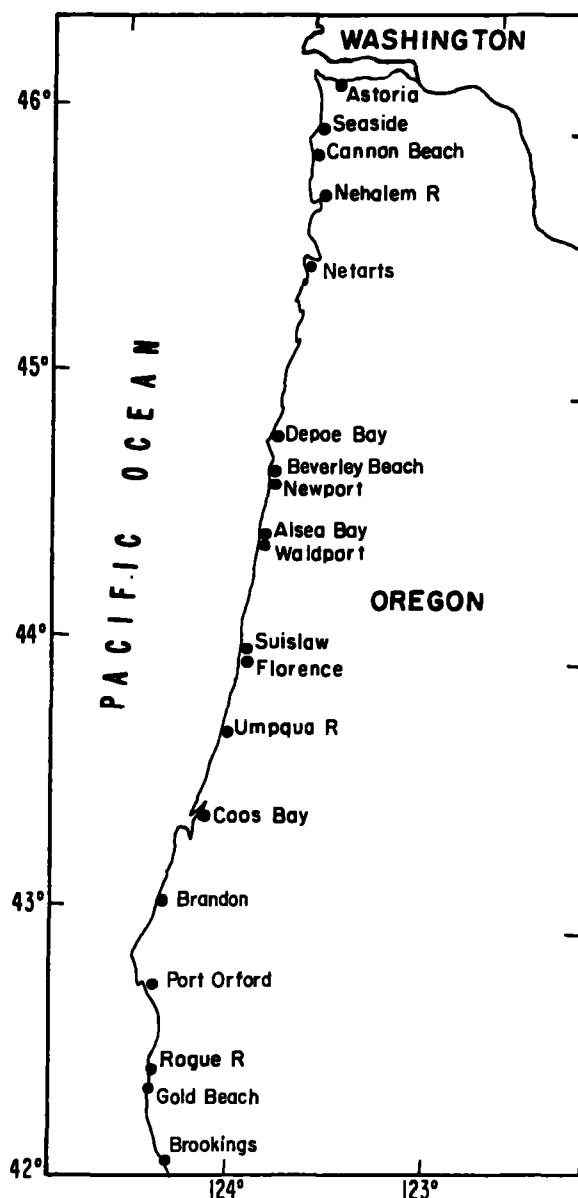 WASHINGTON
46°
Astoria
Seaside
Cannon Beach
Nehalem R
Netarts
45°
PACIFIC OCEAN
Depoe Bay
Beverley Beach
Newport
Alsea Bay
Waldport
OREGON
44°
Suislaw
Florence
Umpqua R
Coos Bay
43°
Brandon
Port Orford
Rogue R
Gold Beach
Brookings
42°
124°
123°